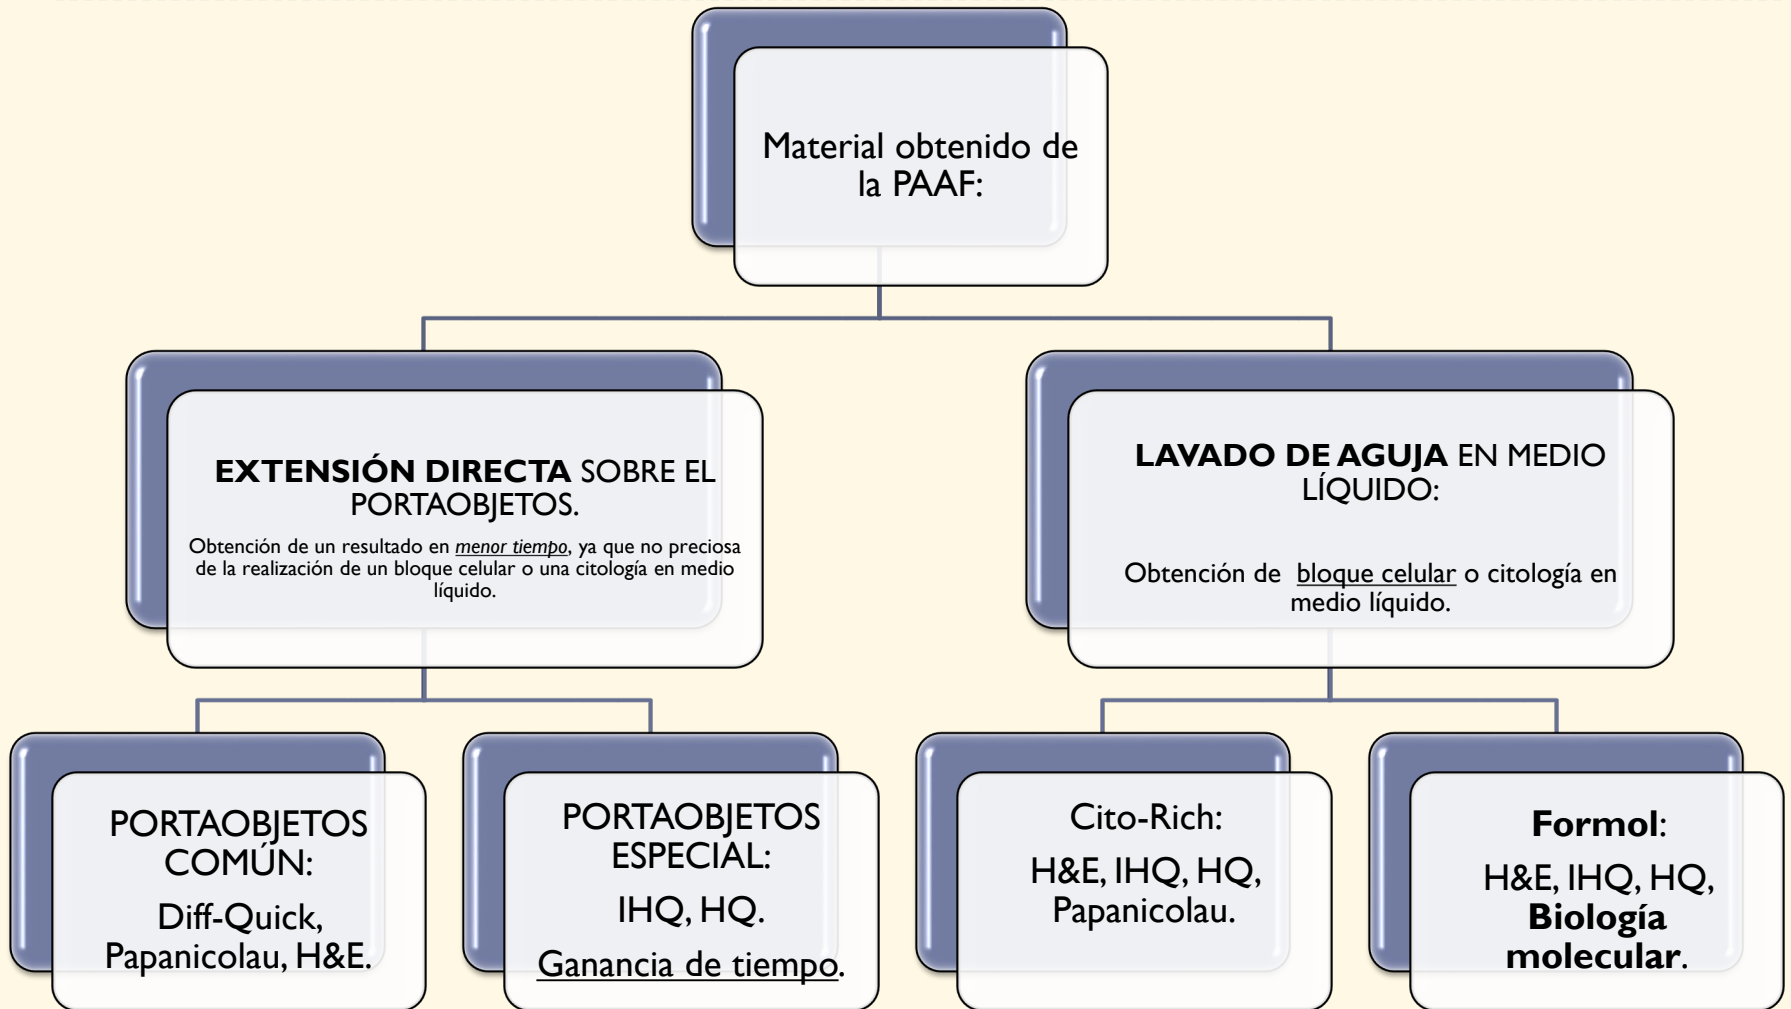 Material obtenido de
la PAAF:
EXTENSIÓN DIRECTA SOBRE EL
PORTAOBJETOS.
Obtención de un resultado en menor tiempo, ya que no preciosa
de la realización de un bloque celular o una citología en medio
líquido.
LAVADO DE AGUJA EN MEDIO
LÍQUIDO:
Obtención de bloque celular o citología en
medio líquido.
PORTAOBJETOS
COMÚN:
Diff-Quick,
Papanicolau, H&E.
PORTAOBJETOS
ESPECIAL:
IHQ, HQ.
Ganancia de tiempo.
Cito-Rich:
H&E, IHQ, HQ,
Papanicolau.
Formol:
H&E, IHQ, HQ,
Biología
molecular.